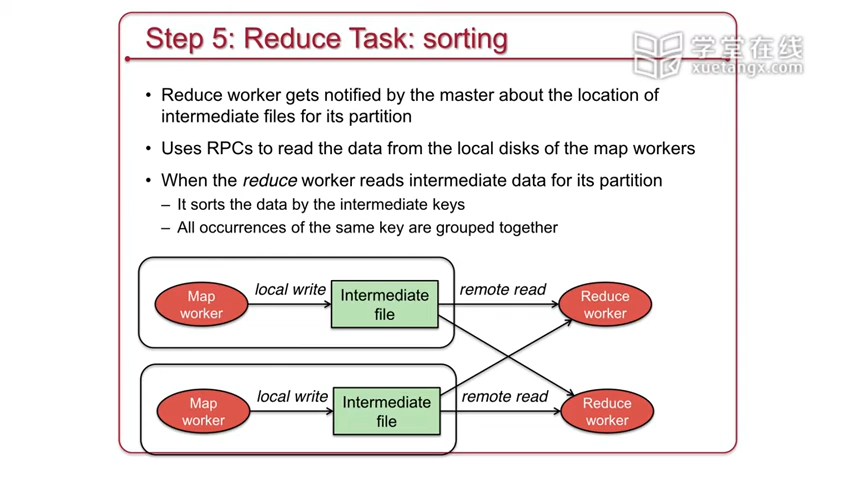 Step 5: Reduce Task: sorting
学堂在线
xuetangx.com
• Reduce worker gets notified by the master about the location of
intermediate files for its partition
• Uses RPCs to read the data from the local disks of the map workers
• When the reduce worker reads intermediate data for its partition
– It sorts the data by the intermediate keys
– All occurrences of the same key are grouped together
Map
worker
local write
Intermediate
file
remote read
Reduce
worker
Map
worker
local write
Intermediate
file
remote read
Reduce
worker